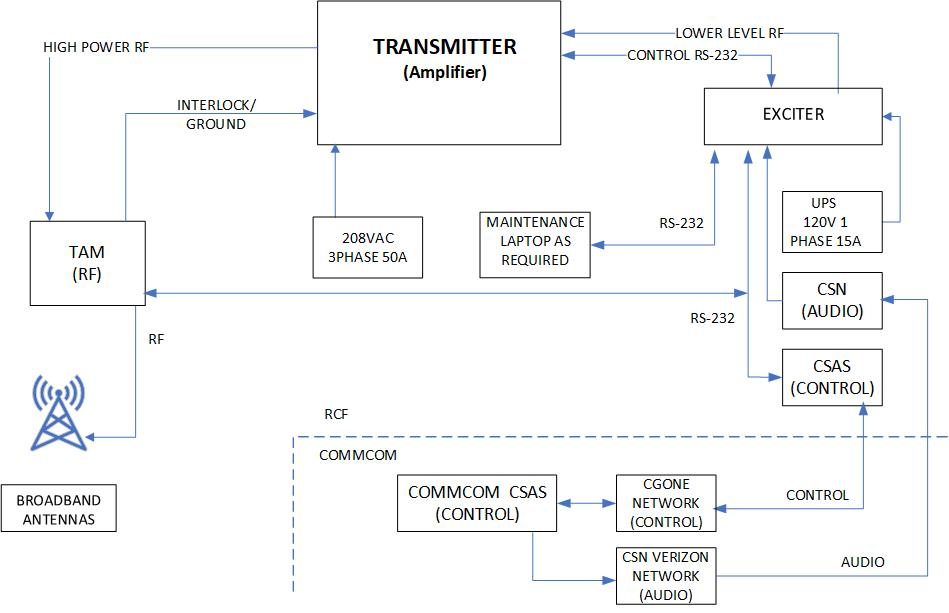 TRANSMITTER
(Amplifier)
HIGH POWER RF
LOWER LEVEL RF
CONTROL RS-232
INTERLOCK/
GROUND
EXCITER
UPS
120V 1
PHASE 15A
MAINTENANCE
LAPTOP AS
REQUIRED
RS-232
208VAC
3PHASE 50A
TAM
(RF)
CSN
(AUDIO)
RS-232
RF
CSAS
(CONTROL)
RCF
COMMCOM
BROADBAND
ANTENNAS
COMMCOM CSAS
(CONTROL)
CGONE
NETWORK
(CONTROL)
CONTROL
CSN VERIZON
NETWORK
(AUDIO)
AUDIO